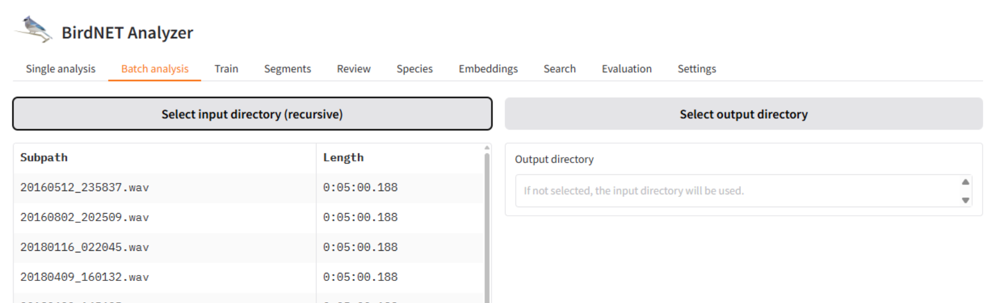 BirdNET Analyzer
Single analysis Batch analysis Train Segments Review Species Embeddings Search Evaluation Settings
Select input directory (recursive) Select output directory
Subpath Length
20160512_235837.wav 0:05:00.188
20160802_202509.wav 0:05:00.188
20180116_022045.wav 0:05:00.188
20180409_160132.wav 0:05:00.188
Output directory
If not selected, the input directory will be used.